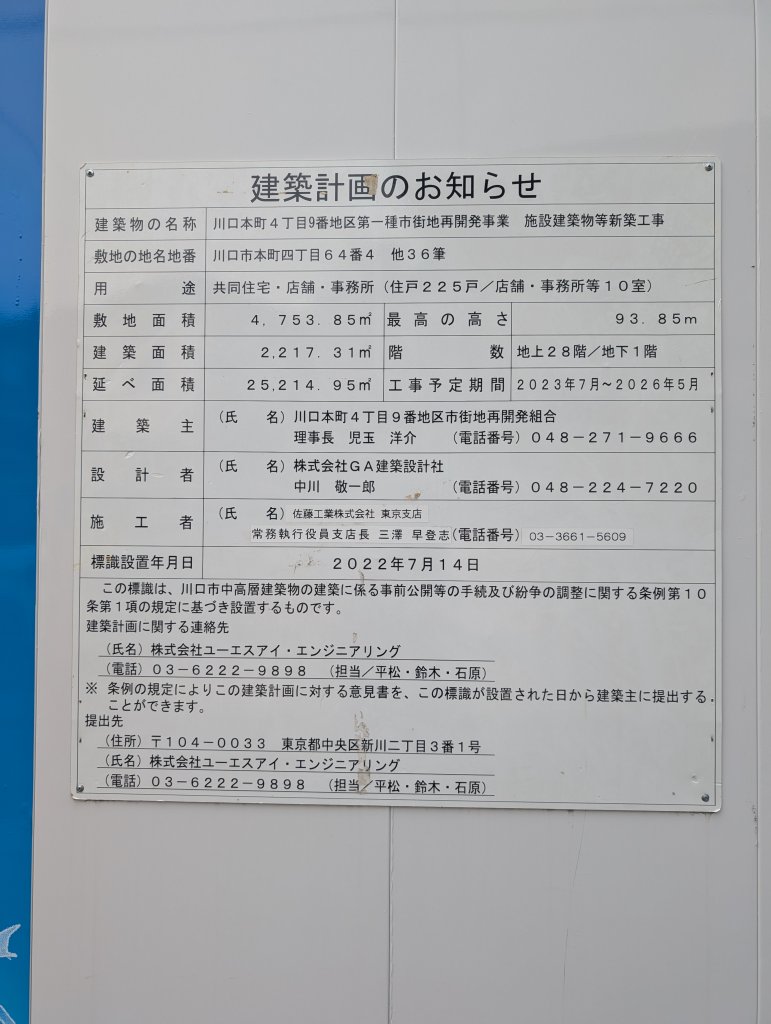 建築計画のお知らせ
建築物の名称 川口本町４丁目9番地区第一種市街地再開発事業　施設建築物等新築工事
敷地の地名地番 川口市本町四丁目６４番４　他３６筆
用途 共同住宅・店舗・事務所（住戸２２５戸／店舗・事務所等１０室）
敷地面積 ４，７５３．８５㎡ 最高の高さ ９３．８５ｍ
建築面積 ２，２１７．３１㎡ 階数 地上２８階／地下１階
延べ面積 ２５，２１４．９５㎡ 工事予定期間 ２０２３年７月～２０２６年５月
建築主 （氏　名）川口本町４丁目９番地区市街地再開発組合
理事長　児玉　洋介　（電話番号）０４８－２７１－９６６６
設計者 （氏　名）株式会社ＧＡ建築設計社
中川　敬一郎　（電話番号）０４８－２２４－７２２０
施工者 （氏　名）佐藤工業株式会社 東京支店
常務執行役員支店長 三澤 早登志（電話番号）03－3661－5609
標識設置年月日 ２０２２年７月１４日
この標識は、川口市中高層建築物の建築に係る事前公開等の手続及び紛争の調整に関する条例第１０
条第１項の規定に基づき設置するものです。
建築計画に関する連絡先
（氏名）株式会社ユーエスアイ・エンジニアリング
（電話）０３－６２２２－９８９８　（担当／平松・鈴木・石原）
※ 条例の規定によりこの建築計画に対する意見書を、この標識が設置された日から建築主に提出する
ことができます。
提出先
（住所）〒１０４－００３３　東京都中央区新川二丁目３番１号
（氏名）株式会社ユーエスアイ・エンジニアリング
（電話）０３－６２２２－９８９８　（担当／平松・鈴木・石原）